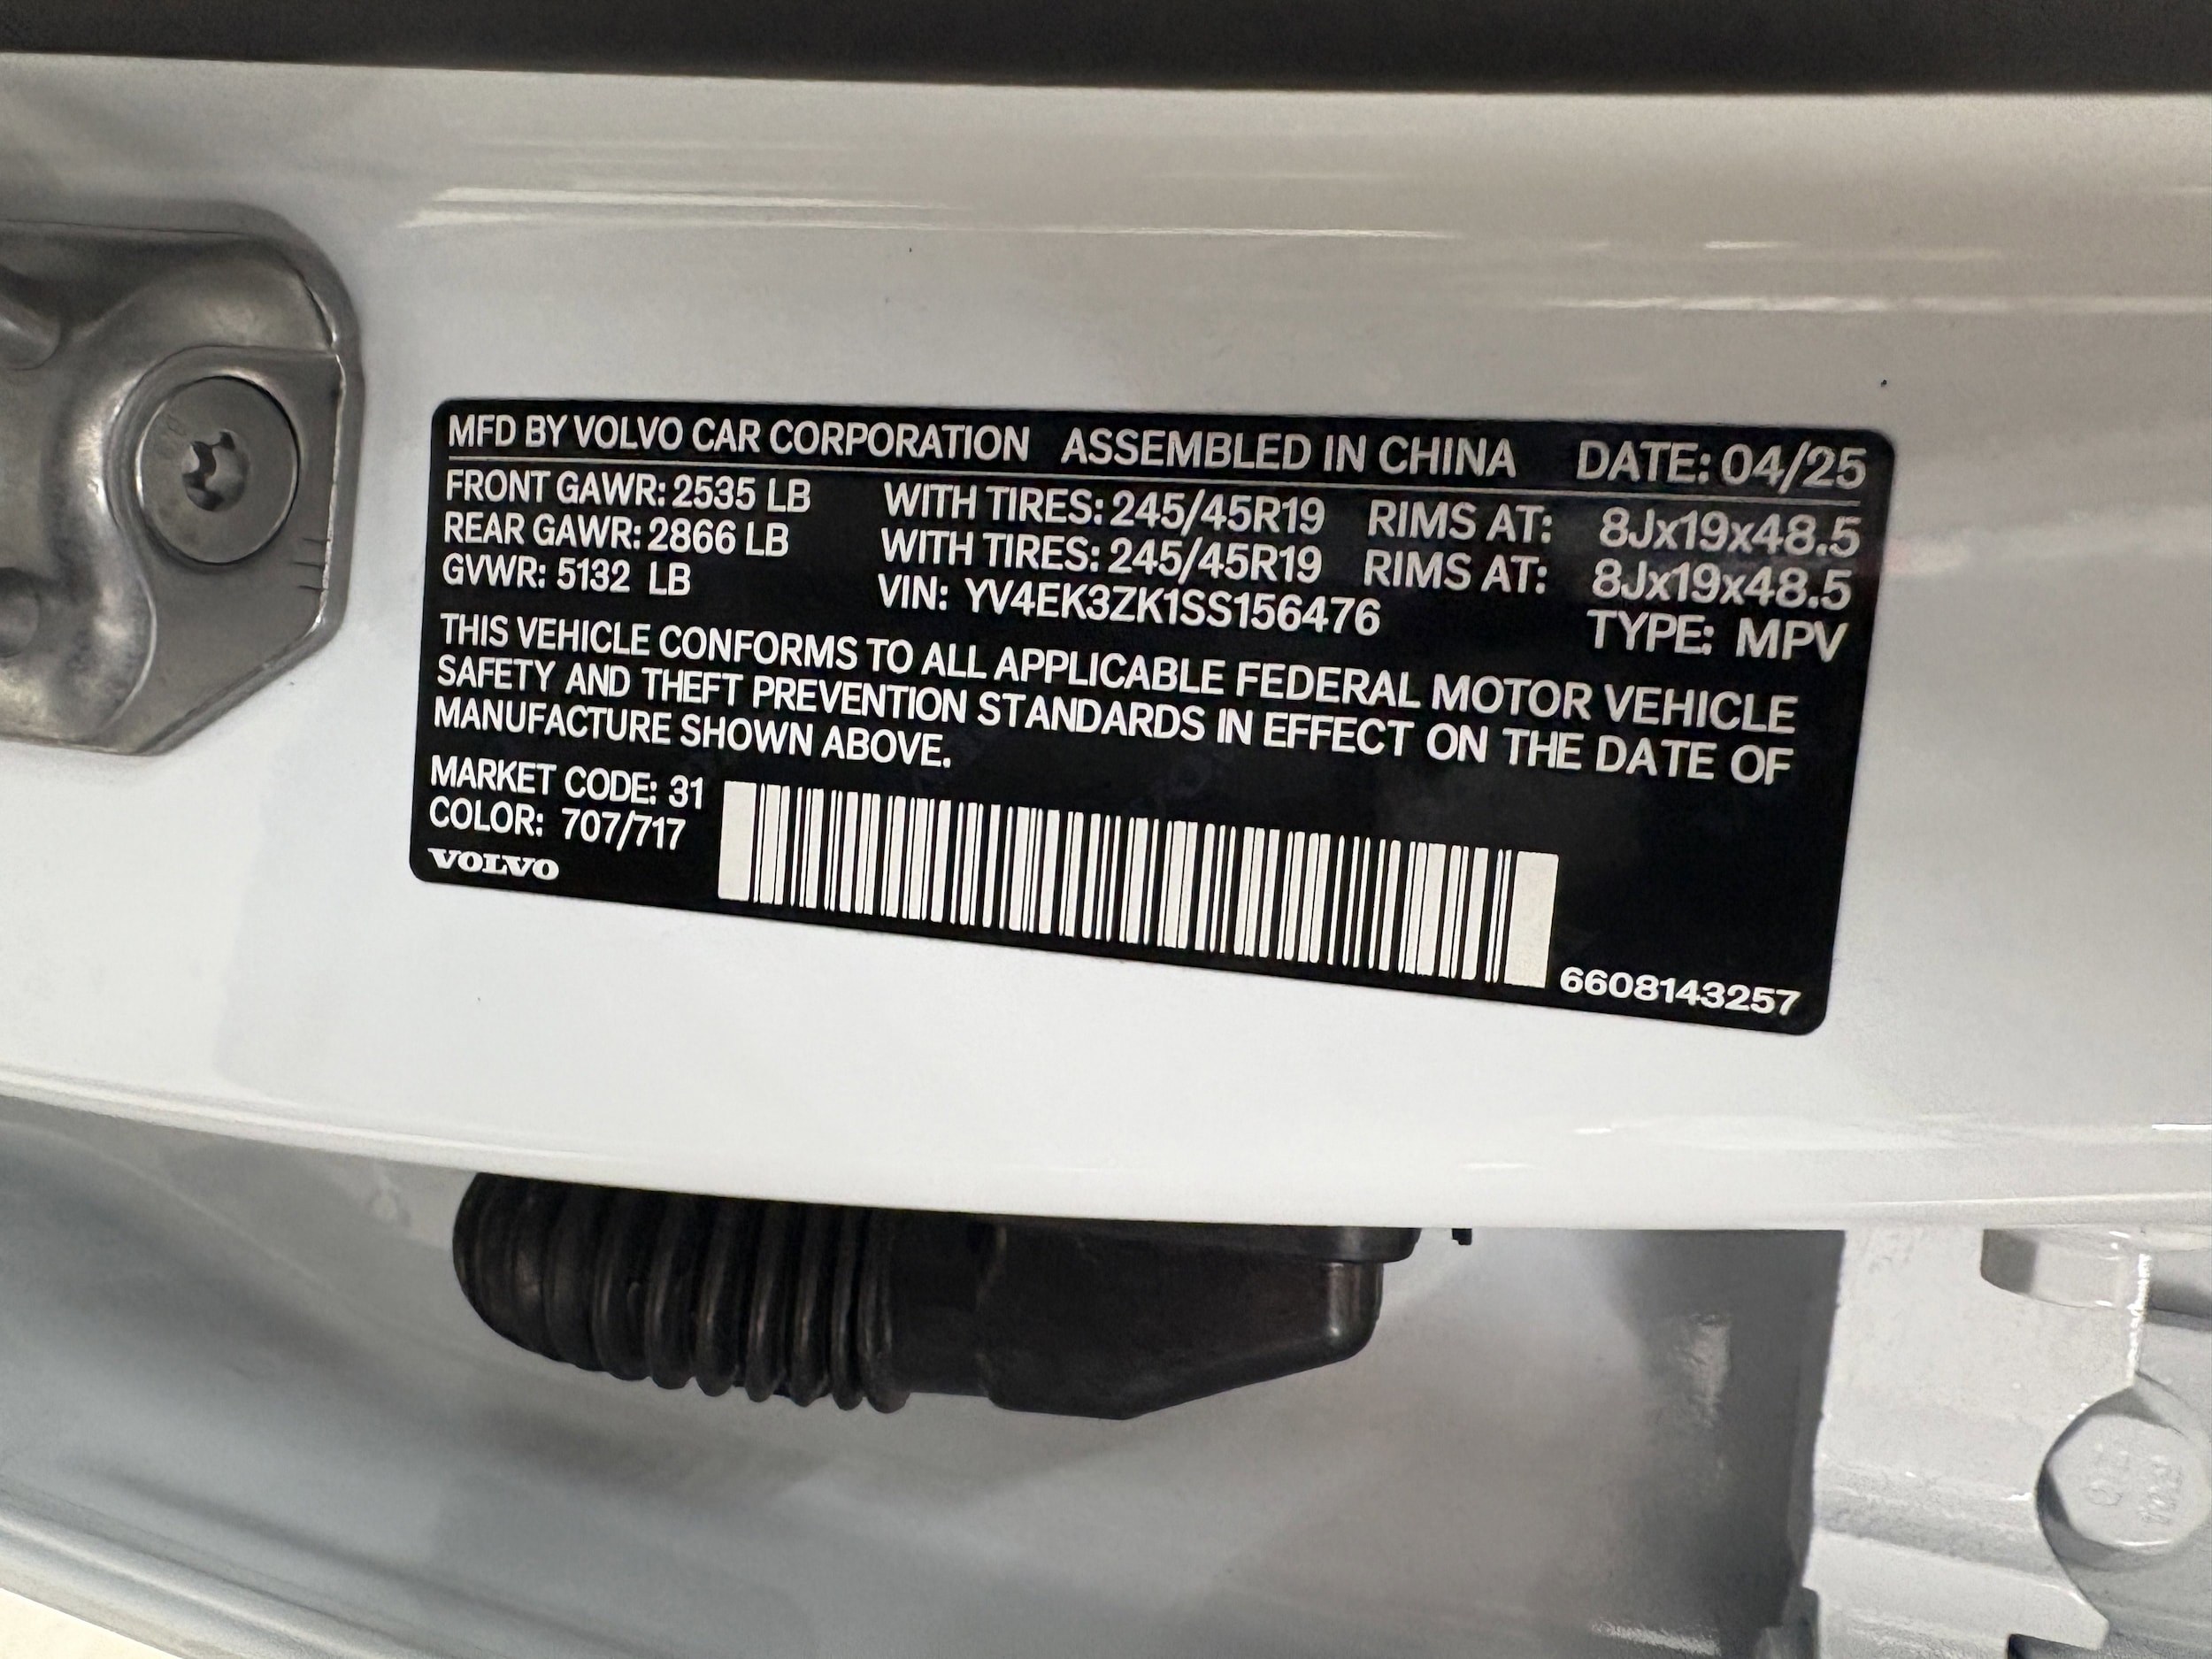 MFD BY VOLVO CAR CORPORATION ASSEMBLED IN CHINA DATE: 04/25
FRONT GAWR: 2535 LB WITH TIRES: 245/45R19 RIMS AT: 8Jx19x48.5
REAR GAWR: 2866 LB WITH TIRES: 245/45R19 RIMS AT: 8Jx19x48.5
GVWR: 5132 LB VIN: YV4EK3ZK1SS156476 TYPE: MPV
THIS VEHICLE CONFORMS TO ALL APPLICABLE FEDERAL MOTOR VEHICLE
SAFETY AND THEFT PREVENTION STANDARDS IN EFFECT ON THE DATE OF
MANUFACTURE SHOWN ABOVE.
MARKET CODE: 31
COLOR: 707/717
VOLVO
6608143257